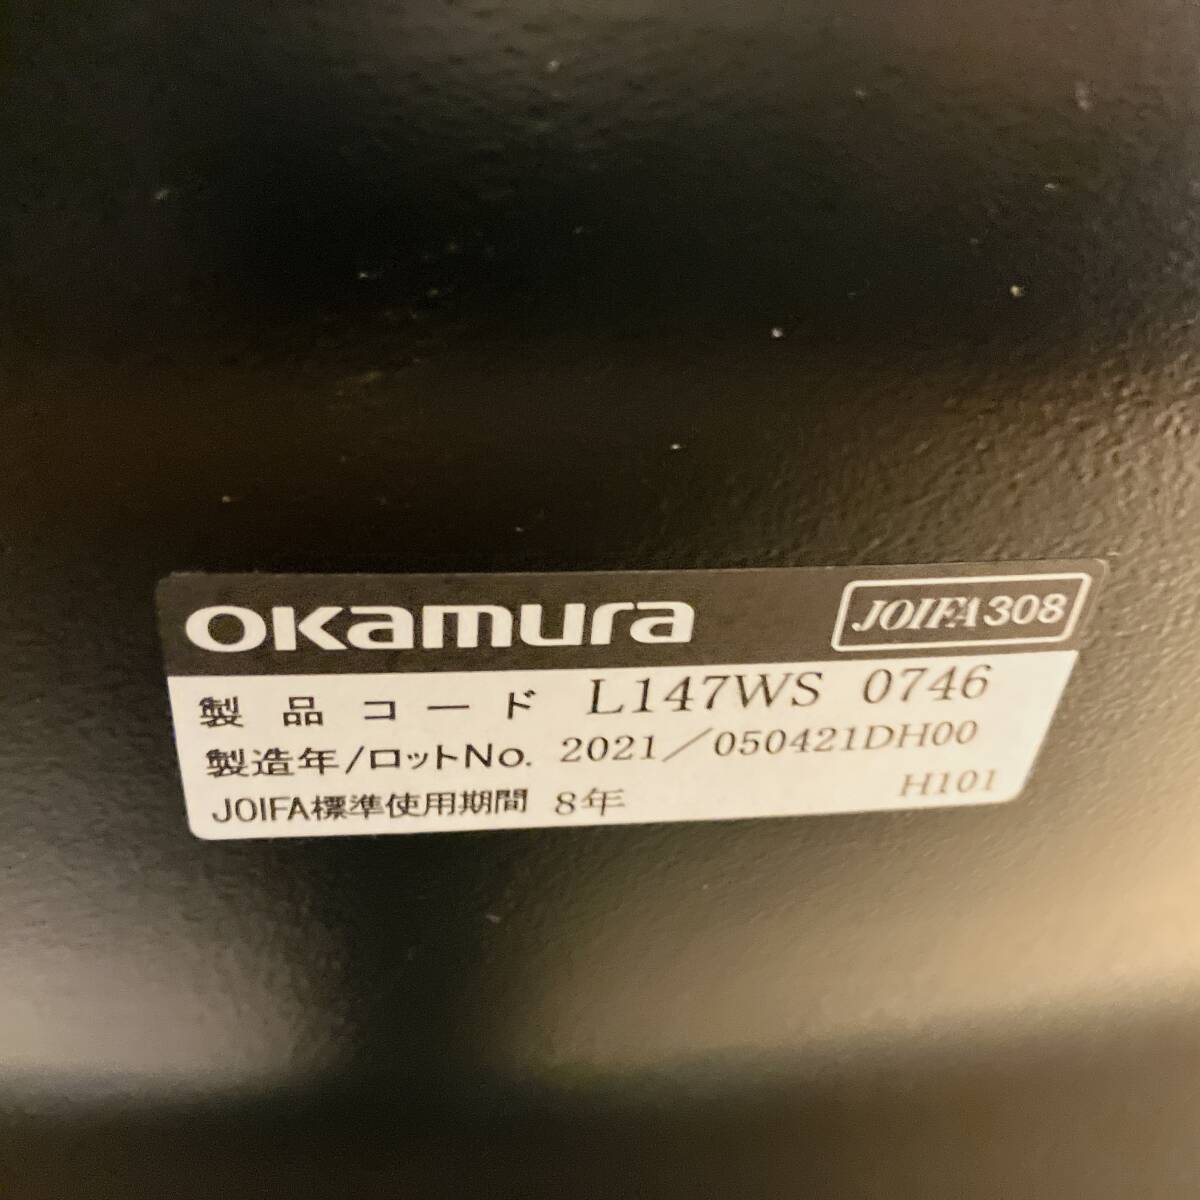 OKamura
JOIFA308
製品コード L147WS 0746
製造年/ロットNo. 2021/050421DH00
JOIFA標準使用期間 8年 H101